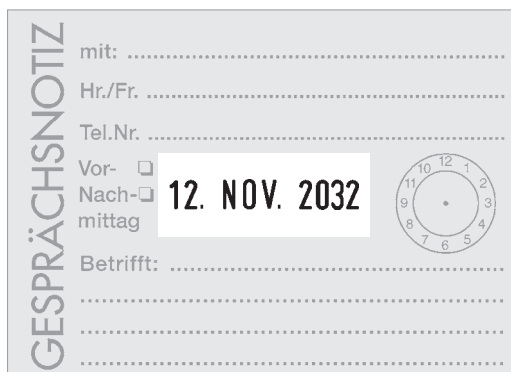 GESPRÄCHSNOTIZ
mit:
Hr./Fr.
Tel.Nr.
Vor-
Nach-
mittag
12. NOV. 2032
12 1 2 3 4 5 6 7 8 9 10 11
Betrifft: